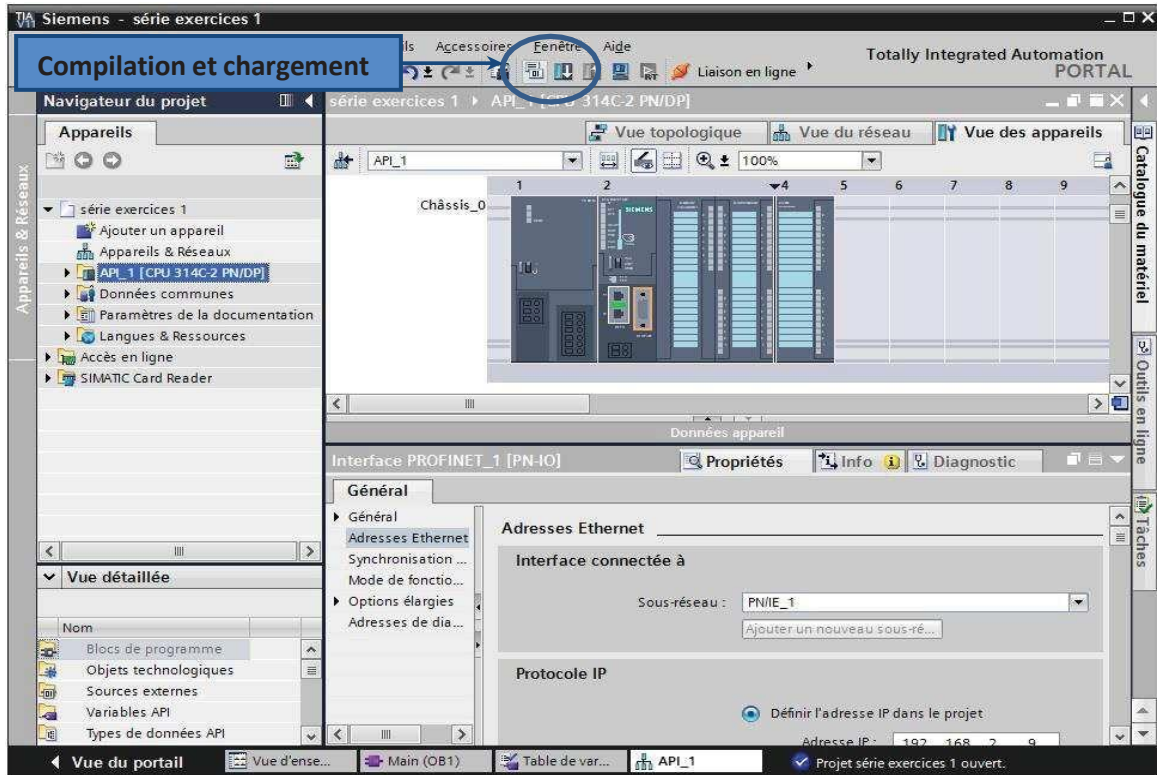 Siemens - série exercices 1
ils Accessoires Fenêtre Aide
Totally Integrated Automation
PORTAL
Compilation et chargement
Liaison en ligne
Navigateur du projet
série exercices 1 API_1 [CPU 314C-2 PN/DP]
Appareils
Vue topologique
Vue du réseau
Vue des appareils
API_1
100%
1 2 4 5 6 7 8 9
Châssis_0
SIEMENS
série exercices 1
Ajouter un appareil
Appareils & Réseaux
API_1 [CPU 314C-2 PN/DP]
Données communes
Paramètres de la documentation
Langues & Ressources
Accès en ligne
SIMATIC Card Reader
Appareils & Réseaux
Catalogue du matériel
Outils en ligne
Tâches
Données appareil
Interface PROFINET_1 [PN-IO]
Propriétés
Info
Diagnostic
Général
Général
Adresses Ethernet
Synchronisation ...
Mode de fonctio...
Options élargies
Adresses de dia...
Adresses Ethernet
Interface connectée à
Sous-réseau : PN/IE_1
Ajouter un nouveau sous-ré...
Protocole IP
Définir l'adresse IP dans le projet
Adresse IP : 192 168 2 9
Vue détaillée
Nom
Blocs de programme
Objets technologiques
Sources externes
Variables API
Types de données API
Vue du portail
Vue d'ense...
Main (OB1)
Table de var...
API_1
Projet série exercices 1 ouvert.